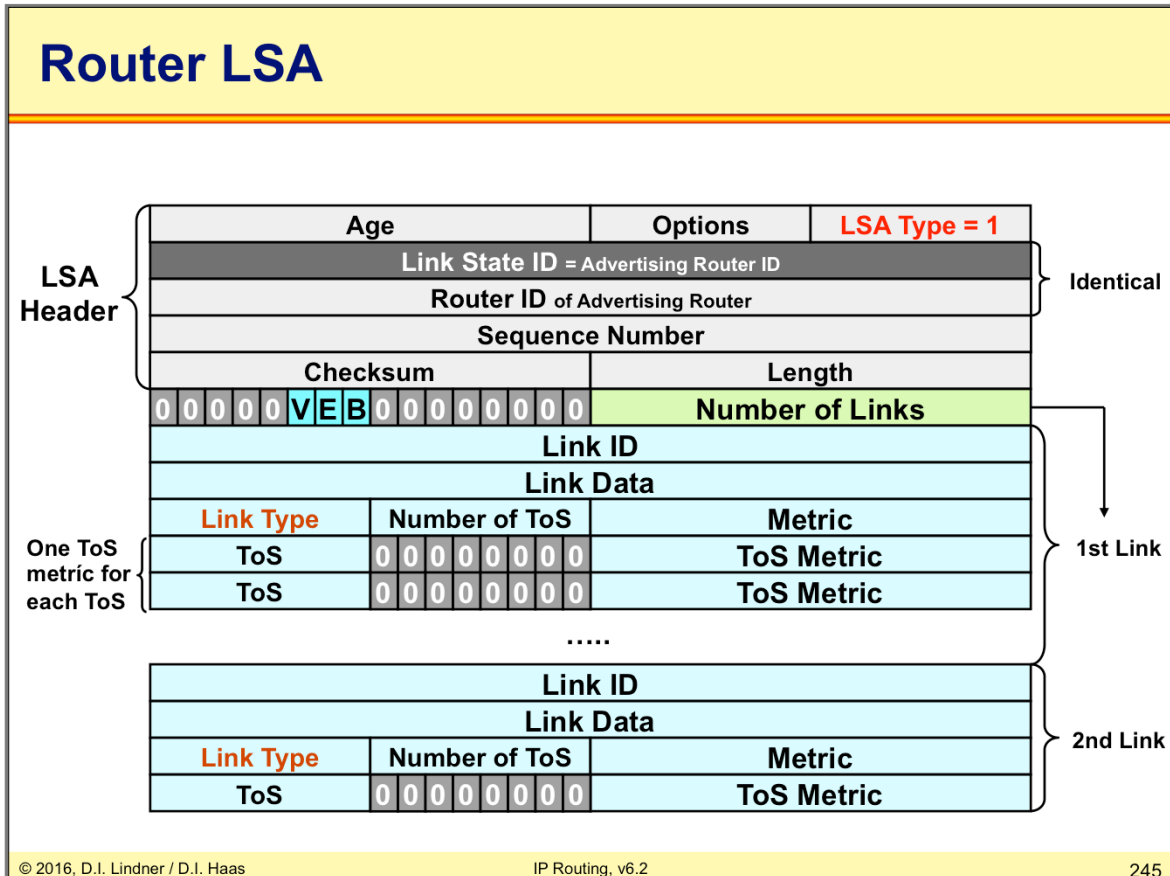 Router LSA
Age Options LSA Type = 1
LSA Header
Link State ID = Advertising Router ID
Identical
Router ID of Advertising Router
Sequence Number
Checksum Length
0 0 0 0 0 V E B 0 0 0 0 0 0 0 0 Number of Links
Link ID
Link Data
Link Type Number of ToS Metric
One ToS metric for each ToS
ToS 0 0 0 0 0 0 0 0 ToS Metric
1st Link
ToS 0 0 0 0 0 0 0 0 ToS Metric
.....
Link ID
Link Data
2nd Link
Link Type Number of ToS Metric
ToS 0 0 0 0 0 0 0 0 ToS Metric
© 2016, D.I. Lindner / D.I. Haas IP Routing, v6.2 245